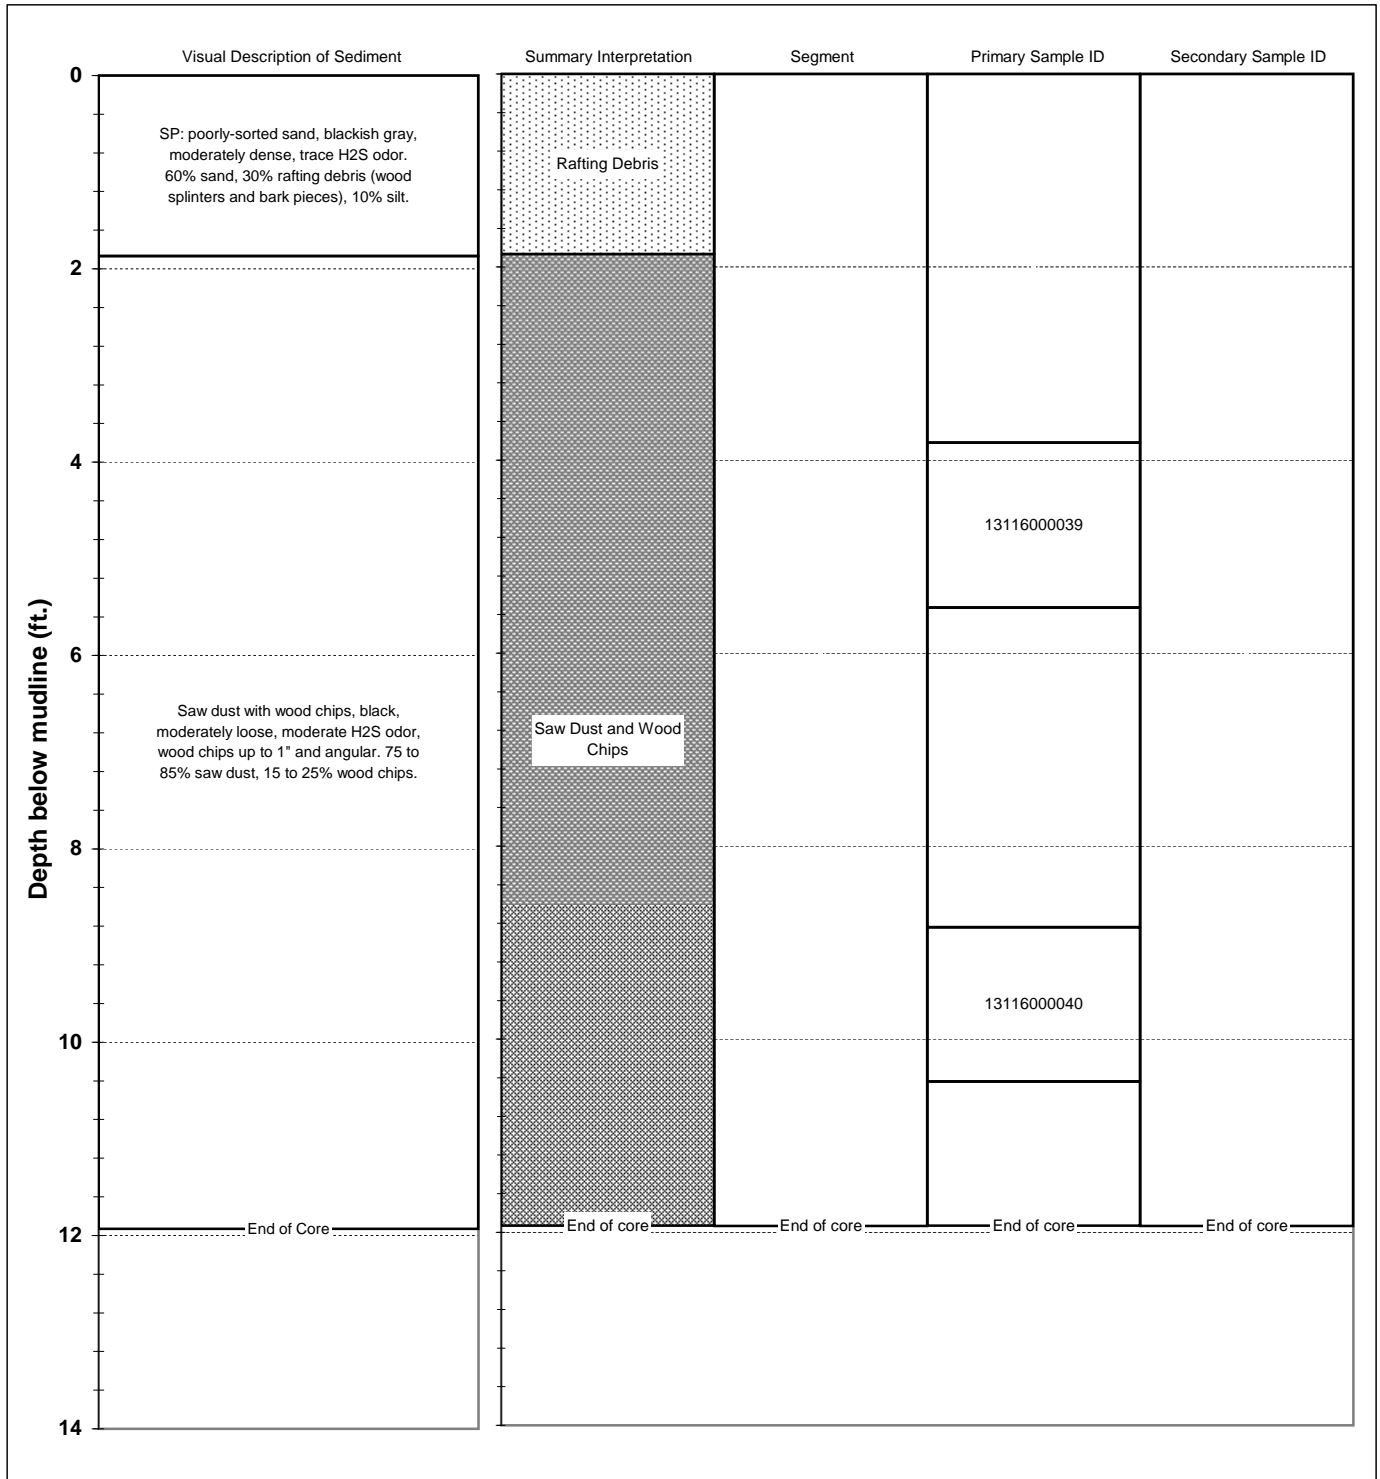 Visual Description of Sediment
Summary Interpretation
Segment
Primary Sample ID
Secondary Sample ID
0
SP: poorly-sorted sand, blackish gray,
moderately dense, trace H2S odor.
60% sand, 30% rafting debris (wood
splinters and bark pieces), 10% silt.
Rafting Debris
2
4
13116000039
Depth below mudline (ft.)
6
Saw dust with wood chips, black,
moderately loose, moderate H2S odor,
wood chips up to 1" and angular. 75 to
85% saw dust, 15 to 25% wood chips.
Saw Dust and Wood
Chips
8
13116000040
10
End of Core
End of core
End of core
End of core
End of core
12
14